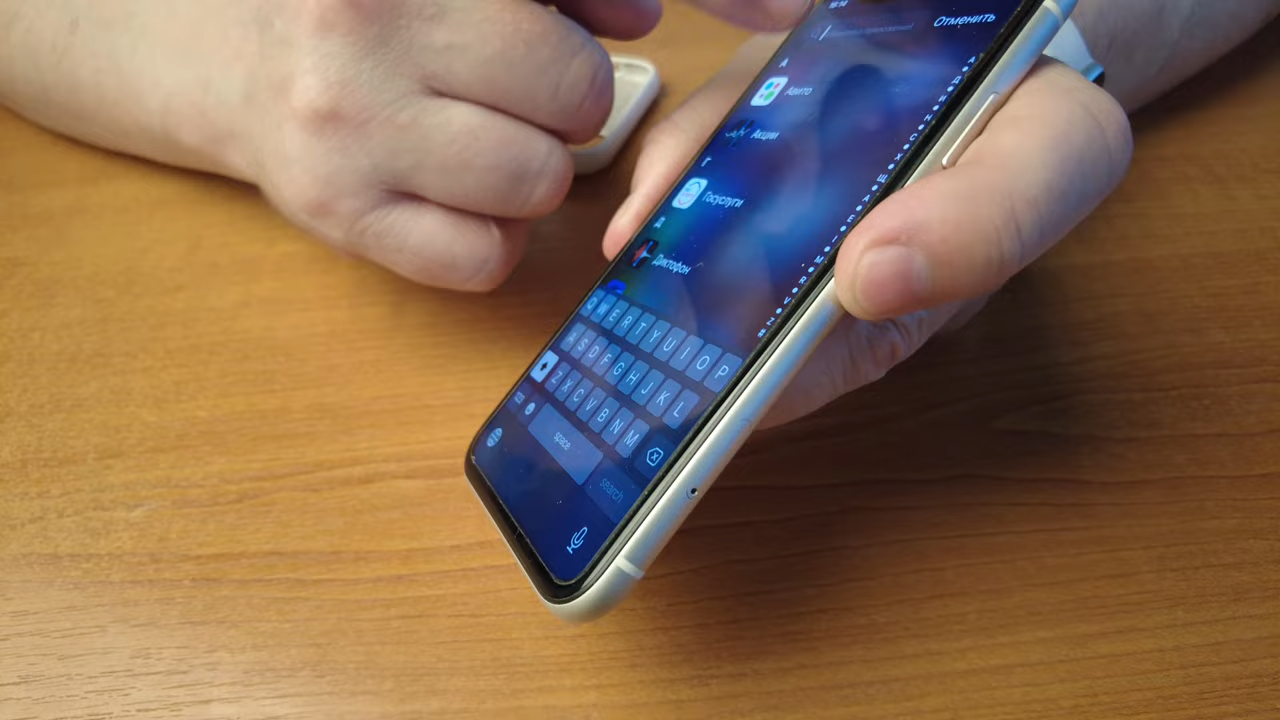 Отменить
А
Авито
Акции
Г
Госуслуги
Д
Диктофон
Q W E R T Y U I O P
A S D F G H J K L
Z X C V B N M
space
search